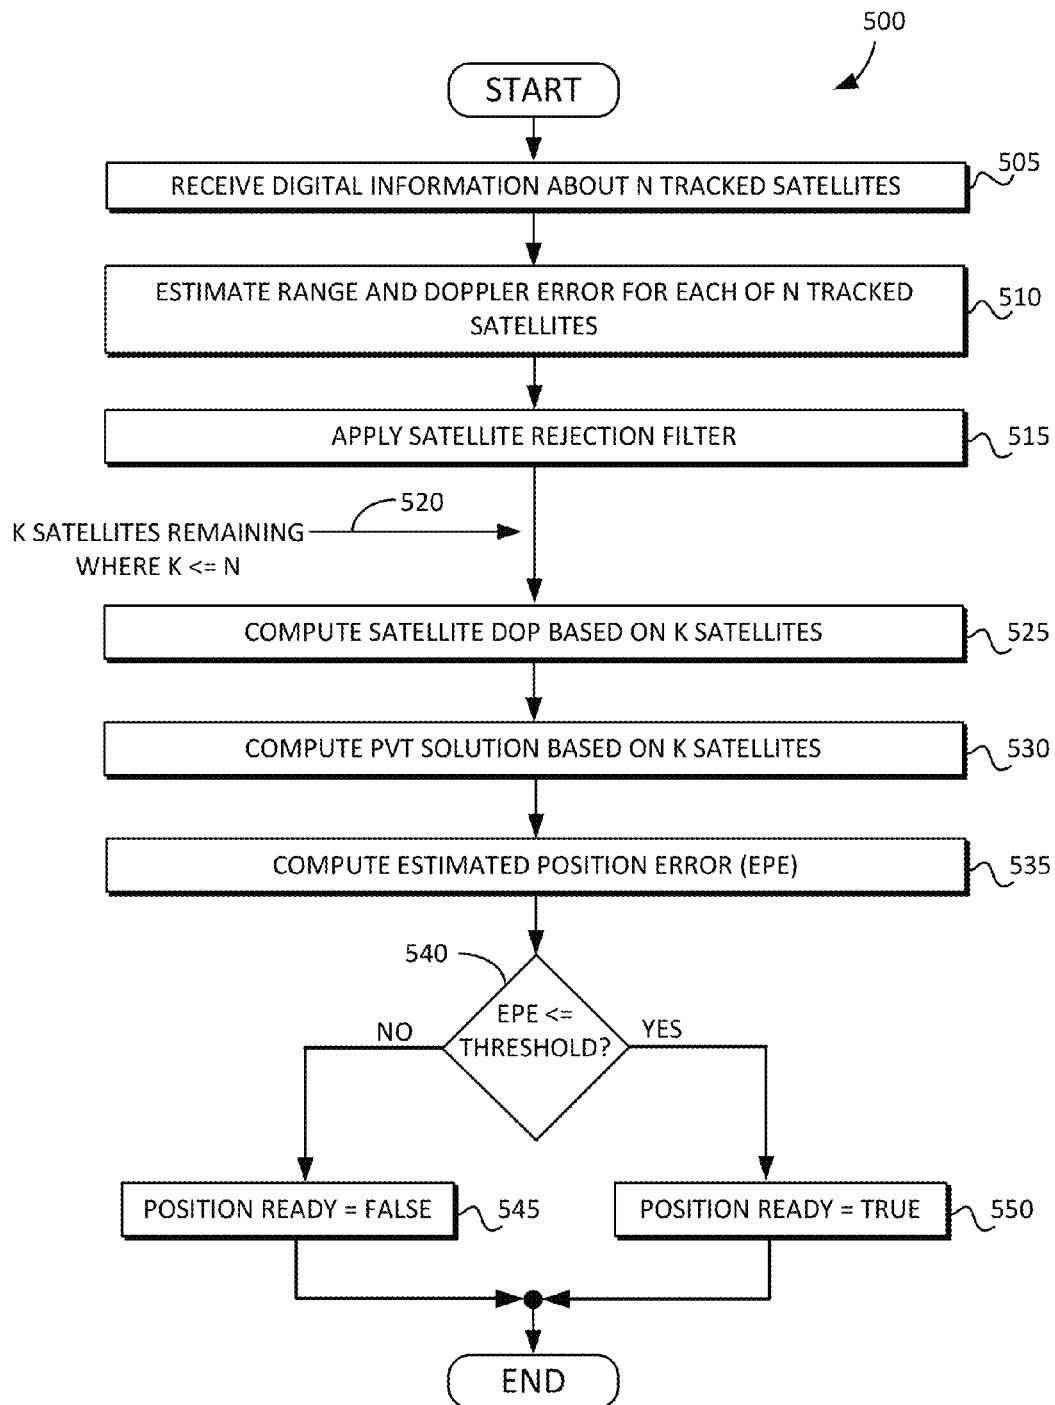 500
START
RECEIVE DIGITAL INFORMATION ABOUT N TRACKED SATELLITES
505
ESTIMATE RANGE AND DOPPLER ERROR FOR EACH OF N TRACKED
SATELLITES
510
APPLY SATELLITE REJECTION FILTER
515
520
K SATELLITES REMAINING
WHERE K <= N
COMPUTE SATELLITE DOP BASED ON K SATELLITES
525
COMPUTE PVT SOLUTION BASED ON K SATELLITES
530
COMPUTE ESTIMATED POSITION ERROR (EPE)
535
540
EPE <=
THRESHOLD?
NO
YES
POSITION READY = FALSE
545
POSITION READY = TRUE
550
END